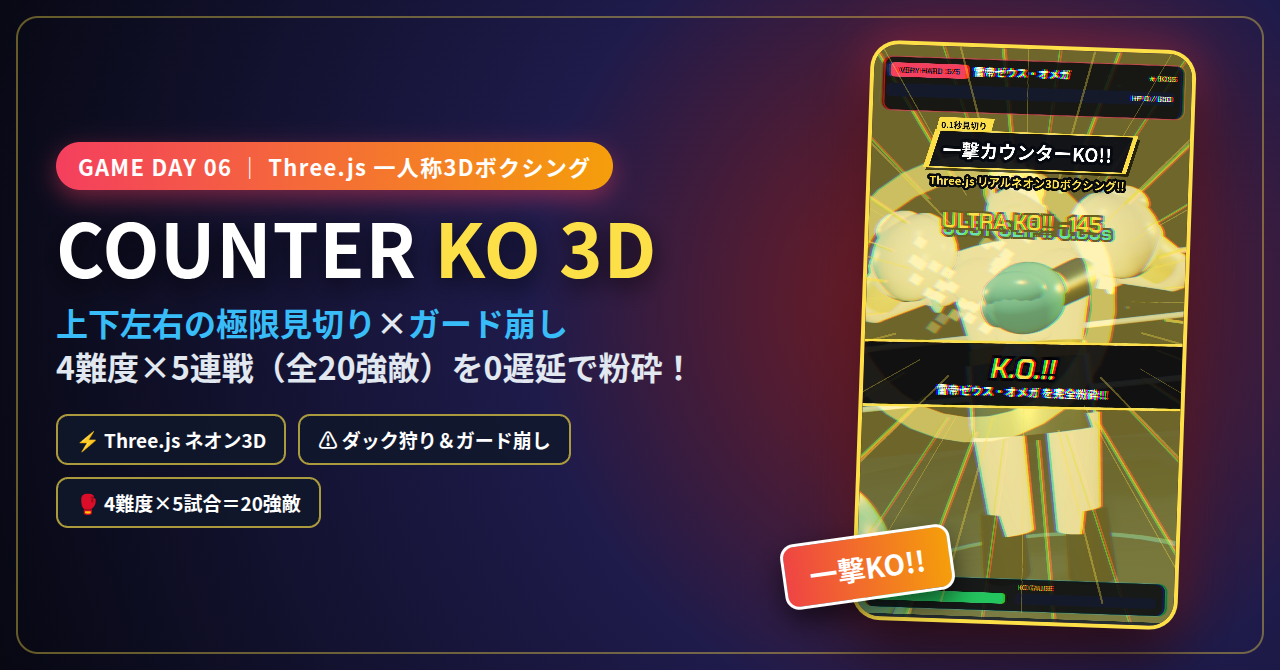 GAME DAY 06 | Three.js 一人称3Dボクシング
COUNTER KO 3D
上下左右の極限見切り×ガード崩し
4難度×5連戦（全20強敵）を0遅延で粉砕！
⚡ Three.js ネオン3D
⚠ ダック狩り＆ガード崩し
🥊 4難度×5試合＝20強敵
VERY HARD 5/5 雷帝ゼウス・オメガ
★ BOSS
0.1秒見切り
一撃カウンターKO!!
Three.js リアルネオン3Dボクシング!!
ULTRA KO!! -145
K.O.!!
雷帝ゼウス・オメガ を完全粉砕!!
一撃KO!!
KO GAUGE